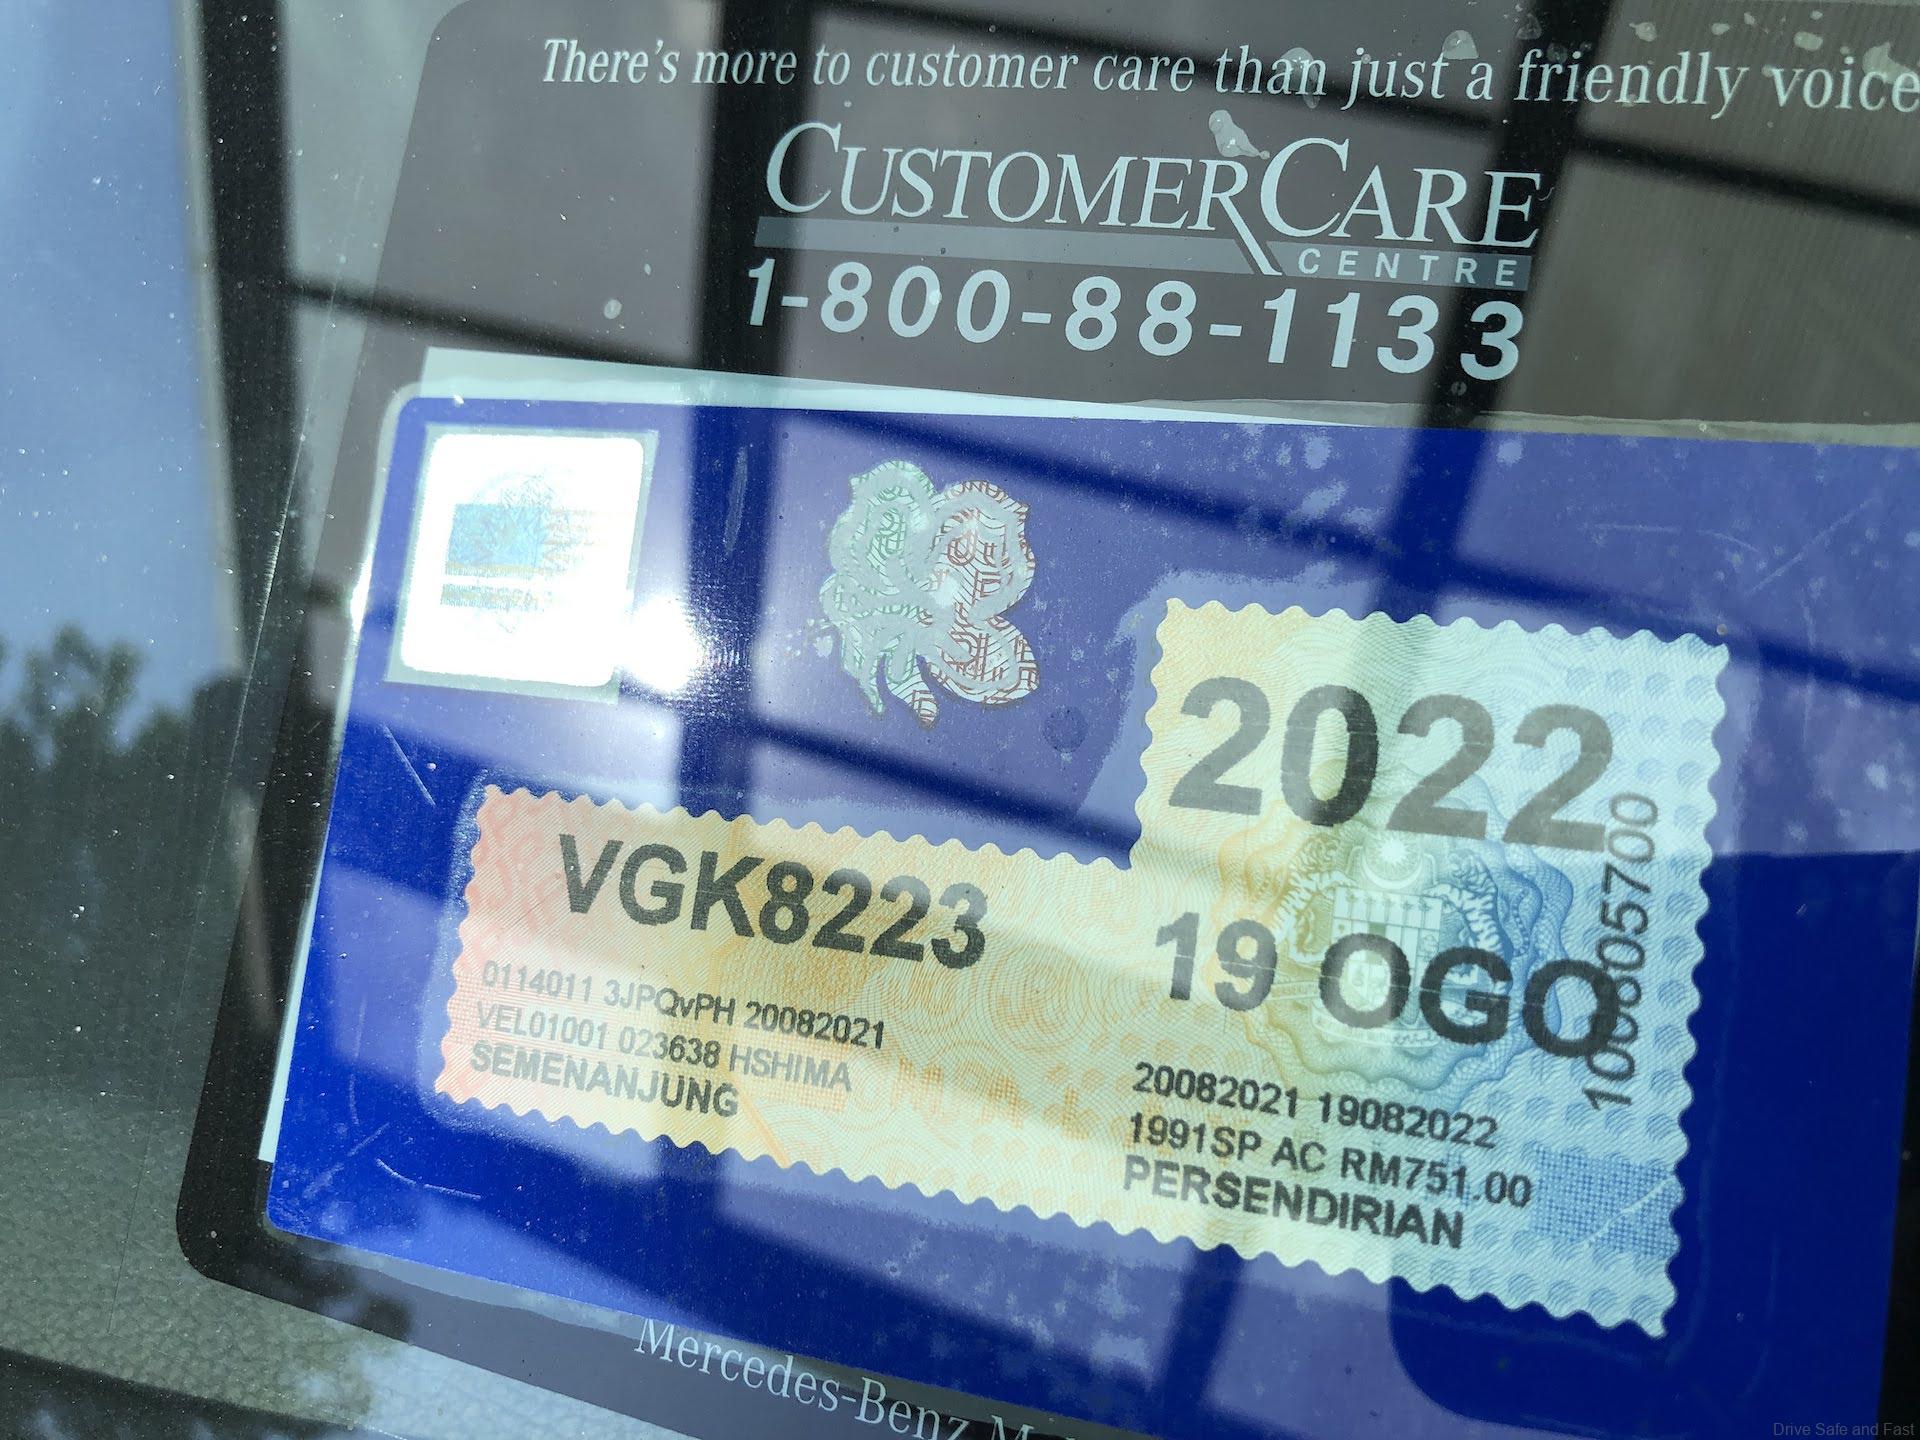 There's more to customer care than just a friendly voice
CUSTOMERCARE
CENTRE
1-800-88-1133
2022
VGK8223
19 OGO
100805700
0114011 3JPQvPH 20082021
VEL01001 023638 HSHIMA
SEMENANJUNG
20082021 19082022
1991SP AC RM751.00
PERSENDIRIAN
Mercedes-Benz
Drive Safe and Fast